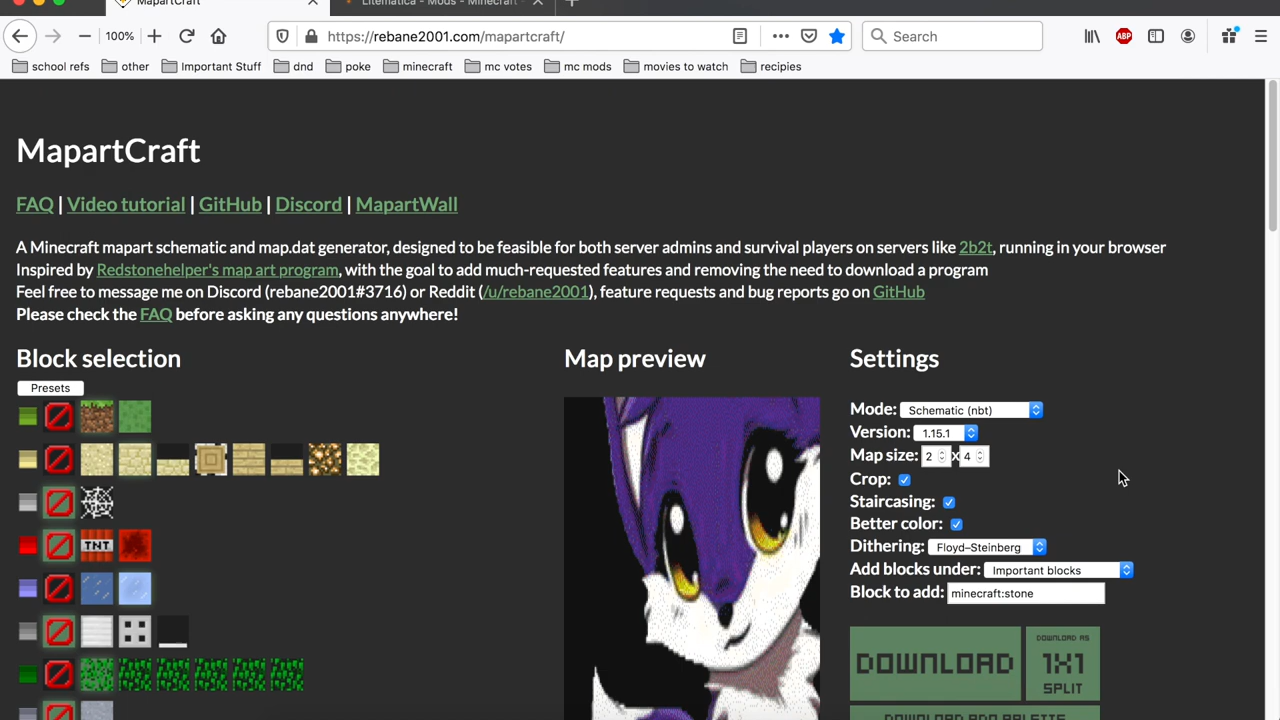 MapartCraft
Litematica - Mods - Minecraft
100%
https://rebane2001.com/mapartcraft/
Search
ABP
school refs
other
Important Stuff
dnd
poke
minecraft
mc votes
mc mods
movies to watch
recipies
MapartCraft
FAQ | Video tutorial | GitHub | Discord | MapartWall
A Minecraft mapart schematic and map.dat generator, designed to be feasible for both server admins and survival players on servers like 2b2t, running in your browser
Inspired by Redstonehelper's map art program, with the goal to add much-requested features and removing the need to download a program
Feel free to message me on Discord (rebane2001#3716) or Reddit (/u/rebane2001), feature requests and bug reports go on GitHub
Please check the FAQ before asking any questions anywhere!
Block selection
Presets
TNT
Map preview
Settings
Mode: Schematic (nbt)
Version: 1.15.1
Map size: 2 x 4
Crop:
Staircasing:
Better color:
Dithering: Floyd–Steinberg
Add blocks under: Important blocks
Block to add: minecraft:stone
DOWNLOAD
DOWNLOAD AS
1X1
SPLIT